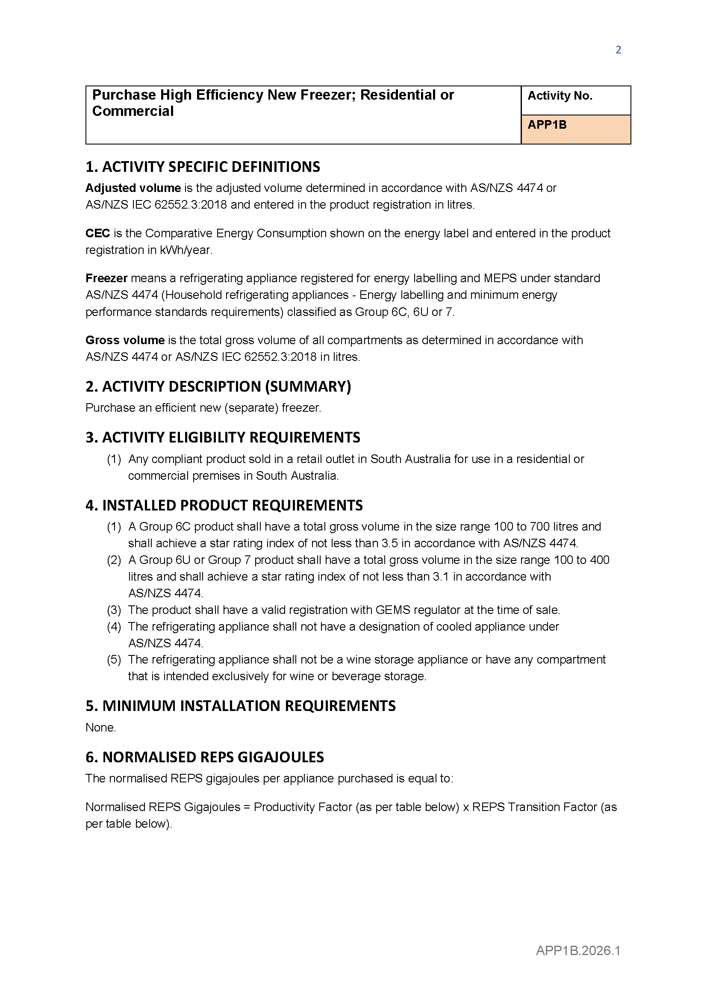 2
Purchase High Efficiency New Freezer; Residential or
Commercial
Activity No.
APP1B
1. ACTIVITY SPECIFIC DEFINITIONS
Adjusted volume is the adjusted volume determined in accordance with AS/NZS 4474 or
AS/NZS IEC 62552.3:2018 and entered in the product registration in litres.
CEC is the Comparative Energy Consumption shown on the energy label and entered in the product
registration in kWh/year.
Freezer means a refrigerating appliance registered for energy labelling and MEPS under standard
AS/NZS 4474 (Household refrigerating appliances - Energy labelling and minimum energy
performance standards requirements) classified as Group 6C, 6U or 7.
Gross volume is the total gross volume of all compartments as determined in accordance with
AS/NZS 4474 or AS/NZS IEC 62552.3:2018 in litres.
2. ACTIVITY DESCRIPTION (SUMMARY)
Purchase an efficient new (separate) freezer.
3. ACTIVITY ELIGIBILITY REQUIREMENTS
(1) Any compliant product sold in a retail outlet in South Australia for use in a residential or
commercial premises in South Australia.
4. INSTALLED PRODUCT REQUIREMENTS
(1) A Group 6C product shall have a total gross volume in the size range 100 to 700 litres and
shall achieve a star rating index of not less than 3.5 in accordance with AS/NZS 4474.
(2) A Group 6U or Group 7 product shall have a total gross volume in the size range 100 to 400
litres and shall achieve a star rating index of not less than 3.1 in accordance with
AS/NZS 4474.
(3) The product shall have a valid registration with GEMS regulator at the time of sale.
(4) The refrigerating appliance shall not have a designation of cooled appliance under
AS/NZS 4474.
(5) The refrigerating appliance shall not be a wine storage appliance or have any compartment
that is intended exclusively for wine or beverage storage.
5. MINIMUM INSTALLATION REQUIREMENTS
None.
6. NORMALISED REPS GIGAJOULES
The normalised REPS gigajoules per appliance purchased is equal to:
Normalised REPS Gigajoules = Productivity Factor (as per table below) x REPS Transition Factor (as
per table below).
APP1B.2026.1